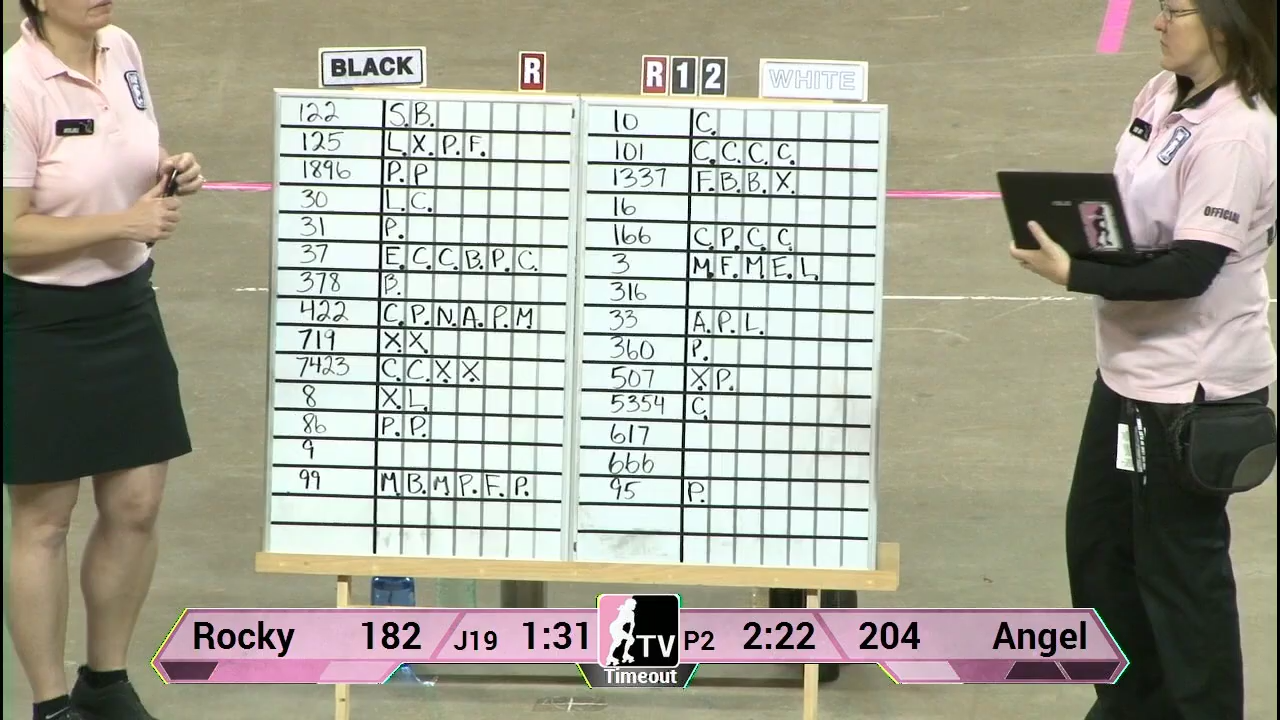 BLACK R
R 1 2 WHITE
122 S. B.
125 L. X. P. F.
1896 P. P
30 L. C.
31 P.
37 E. C. C. B. P. C.
378 B.
422 C. P. N. A. P. M
719 X. X.
7423 C. C. X. X
8 X. L.
86 P. P.
9
99 M B. M P. F. P.
10 C.
101 C. C. C. C.
1337 F. B. B. X.
16
166 C. P. C. C.
3 M. F. M. E. L
316
33 A. P. L.
360 P.
507 X. P.
5354 C.
617
666
95 P.
OFFICIAL
Rocky 182 J19 1:31 TV P2 2:22 204 Angel
Timeout